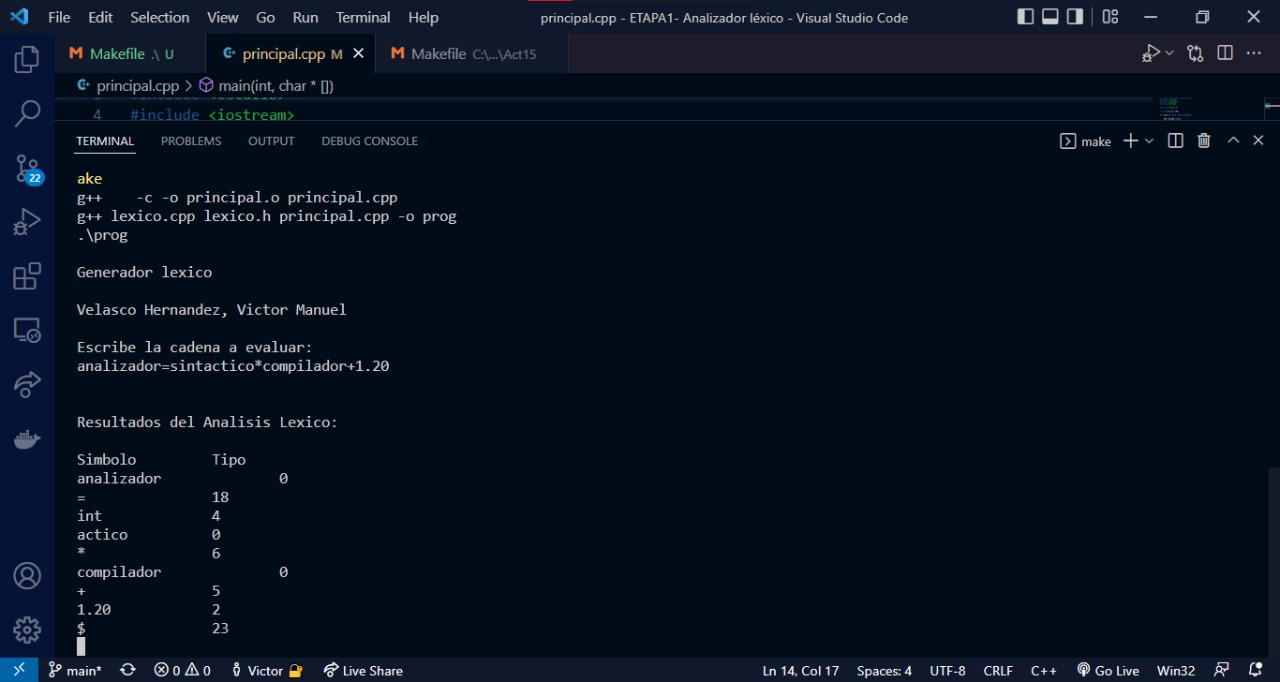 File Edit Selection View Go Run Terminal Help principal.cpp - ETAPA1- Analizador léxico - Visual Studio Code
Makefile .\ U principal.cpp M Makefile C:\...\Act15
principal.cpp > main(int, char * [])
3 #include <cstdlib>
4 #include <iostream>
TERMINAL PROBLEMS OUTPUT DEBUG CONSOLE make
ake
g++ -c -o principal.o principal.cpp
g++ lexico.cpp lexico.h principal.cpp -o prog
.\prog
Generador lexico
Velasco Hernandez, Victor Manuel
Escribe la cadena a evaluar:
analizador=sintactico*compilador+1.20
Resultados del Analisis Lexico:
Simbolo Tipo
analizador 0
= 18
int 4
actico 0
* 6
compilador 0
+ 5
1.20 2
$ 23
22
main* 0 0 Victor Live Share Ln 14, Col 17 Spaces: 4 UTF-8 CRLF C++ Go Live Win32